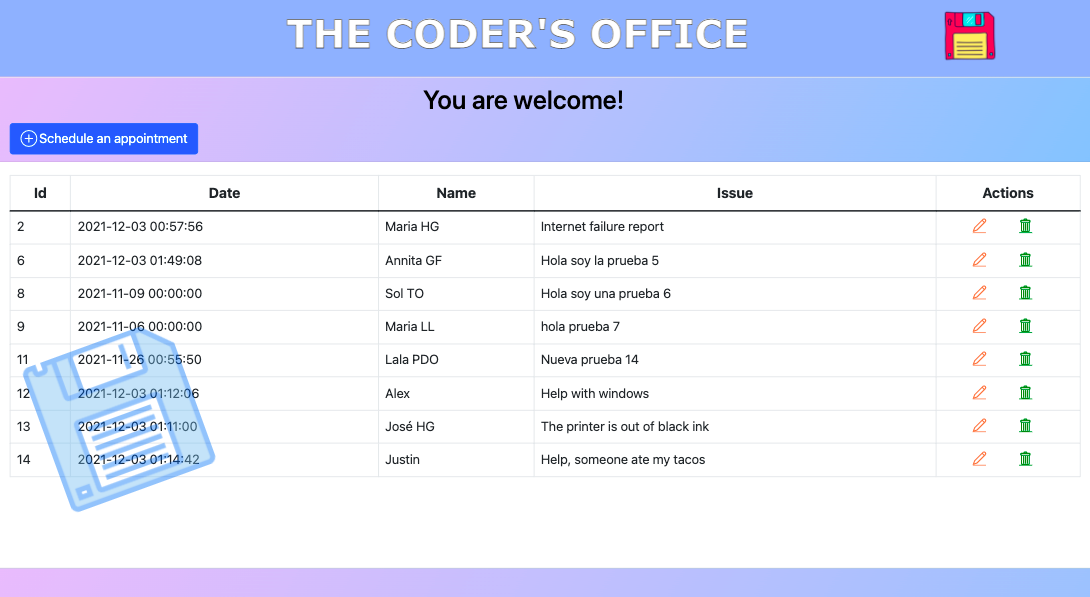 THE CODER'S OFFICE
You are welcome!
Schedule an appointment
Id Date Name Issue Actions
2 2021-12-03 00:57:56 Maria HG Internet failure report
6 2021-12-03 01:49:08 Annita GF Hola soy la prueba 5
8 2021-11-09 00:00:00 Sol TO Hola soy una prueba 6
9 2021-11-06 00:00:00 Maria LL hola prueba 7
11 2021-11-26 00:55:50 Lala PDO Nueva prueba 14
12 2021-12-03 01:12:06 Alex Help with windows
13 2021-12-03 01:11:00 José HG The printer is out of black ink
14 2021-12-03 01:14:42 Justin Help, someone ate my tacos